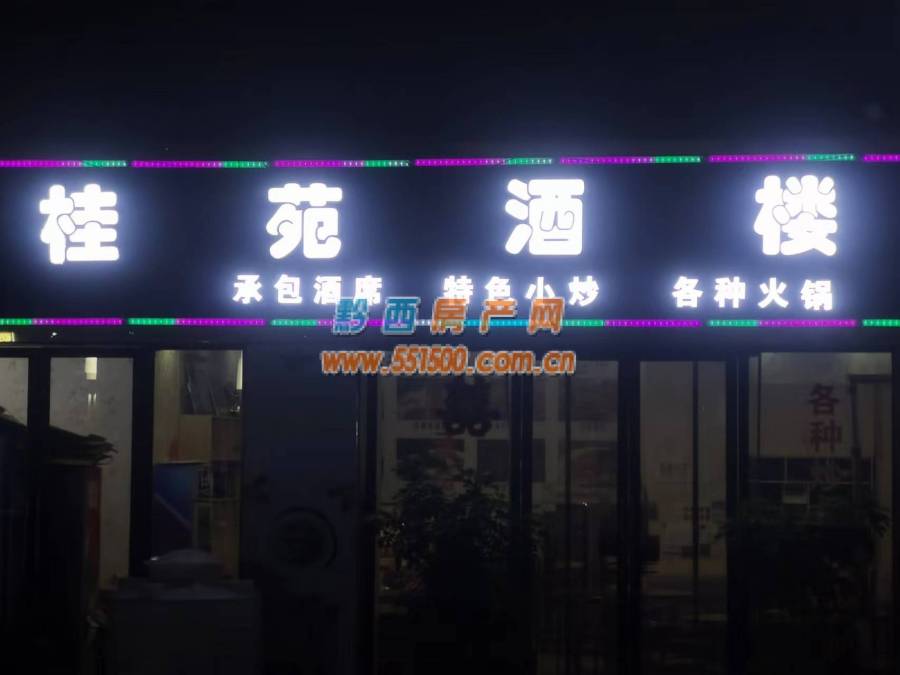 桂苑酒楼
承包酒席 特色小炒 各种火锅
黔西房产网
www.551500.com.cn
各种